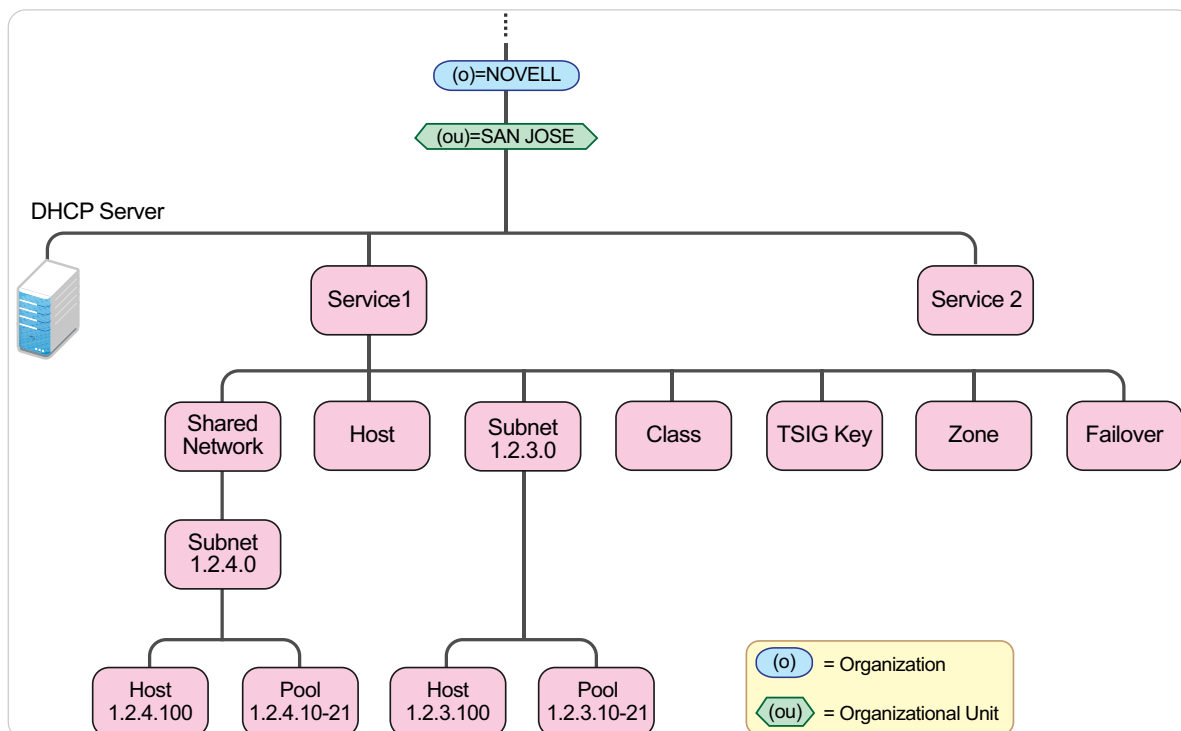 (o)=NOVELL
(ou)=SAN JOSE
DHCP Server
Service1
Service 2
Shared
Network
Host
Subnet
1.2.3.0
Class
TSIG Key
Zone
Failover
Subnet
1.2.4.0
Host
1.2.4.100
Pool
1.2.4.10-21
Host
1.2.3.100
Pool
1.2.3.10-21
(o) = Organization
(ou) = Organizational Unit